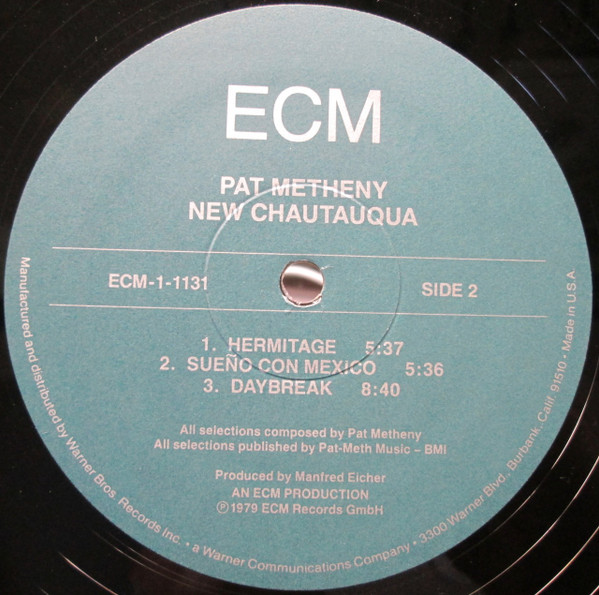 ECM
PAT METHENY
NEW CHAUTAUQUA
ECM-1-1131
SIDE 2
1. HERMITAGE 5:37
2. SUEÑO CON MEXICO 5:36
3. DAYBREAK 8:40
All selections composed by Pat Metheny
All selections published by Pat-Meth Music – BMI
Produced by Manfred Eicher
AN ECM PRODUCTION
℗ 1979 ECM Records GmbH
Manufactured and distributed by Warner Bros. Records Inc. • a Warner Communications Company • 3300 Warner Blvd., Burbank, Calif. 91510 • Made in U.S.A.